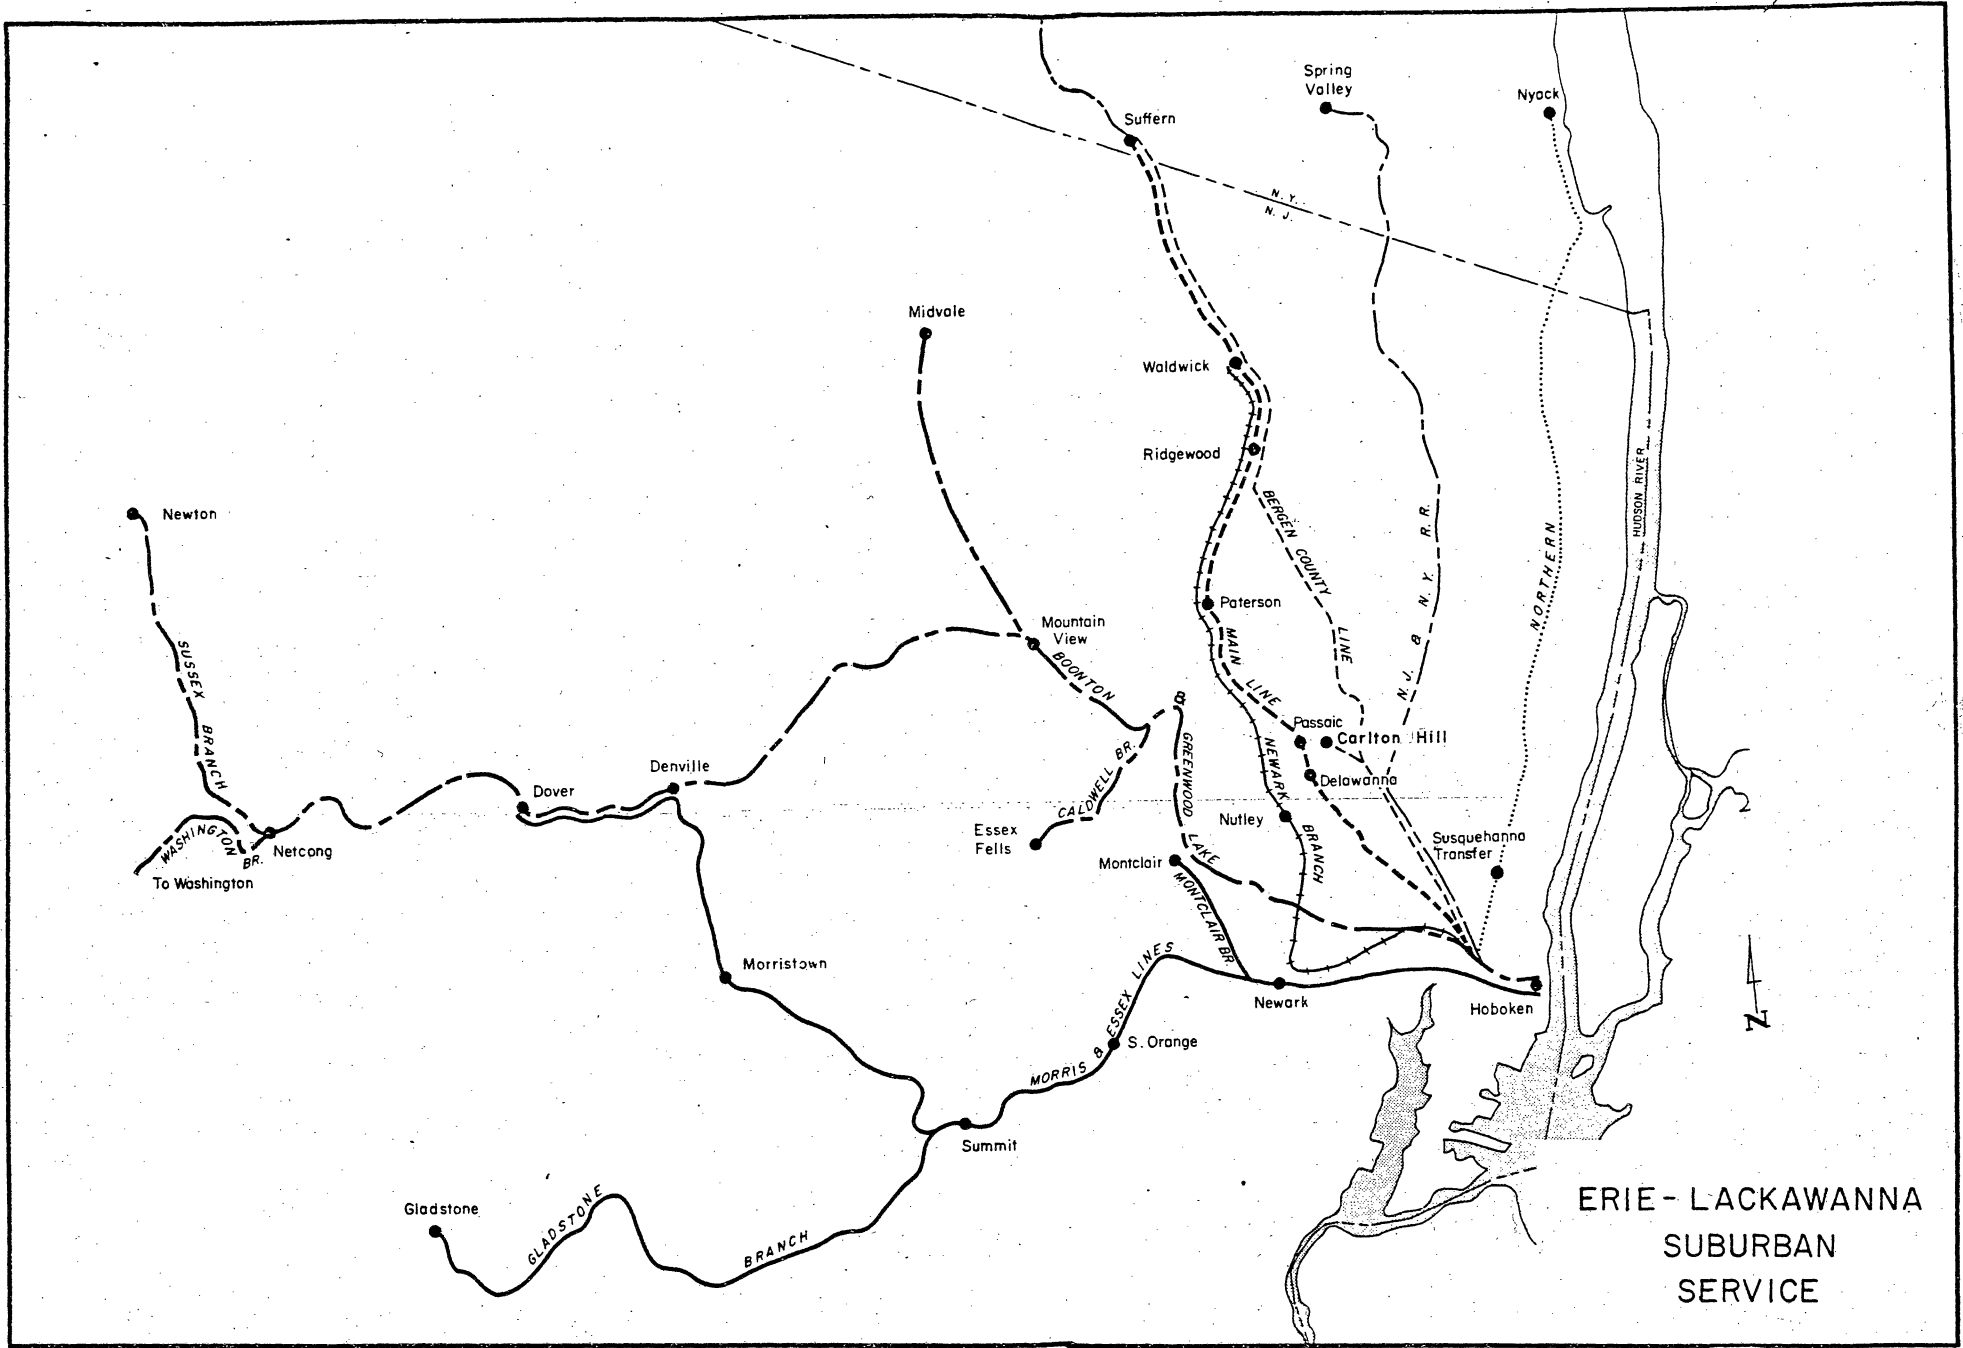 Spring
Valley
Nyack
Suffern
N. Y.
N. J.
Midvale
Waldwick
Ridgewood
HUDSON RIVER
Newton
BERGEN COUNTY LINE
N. J. & N. Y. R. R.
NORTHERN
Paterson
Mountain
View
SUSSEX BRANCH
MAIN LINE
BOONTON &
GREENWOOD LAKE
Passaic
Carlton Hill
Delawanna
Denville
Dover
CALDWELL BR.
NEWARK BRANCH
Essex
Fells
Nutley
Susquehanna
Transfer
WASHINGTON BR.
Netcong
To Washington
Montclair
MONTCLAIR BR.
Morristown
Newark
Hoboken
N
MORRIS & ESSEX LINES
S. Orange
Summit
Gladstone
GLADSTONE BRANCH
ERIE - LACKAWANNA
SUBURBAN
SERVICE